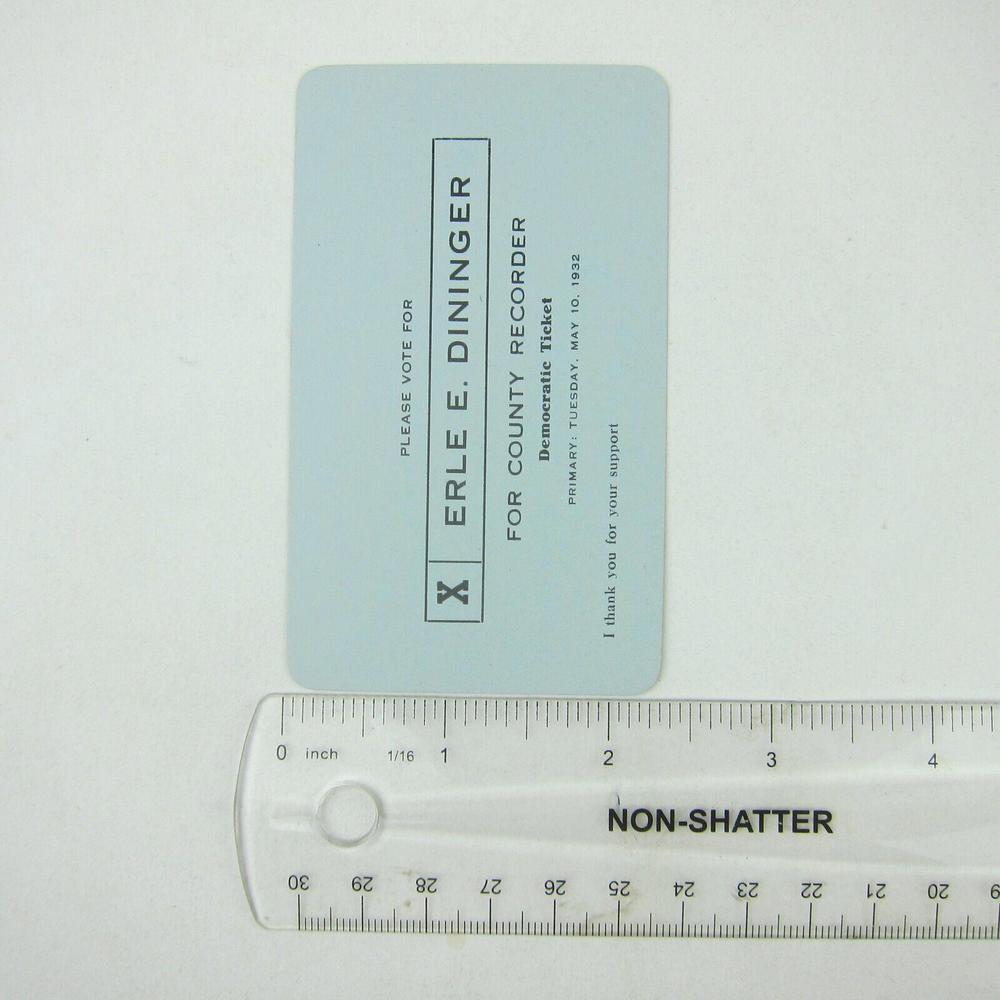 PLEASE VOTE FOR
X ERLE E. DININGER
FOR COUNTY RECORDER
Democratic Ticket
PRIMARY: TUESDAY, MAY 10, 1932
I thank you for your support
0 inch 1/16 1 2 3 4
NON-SHATTER
30 29 28 27 26 25 24 23 22 21 20